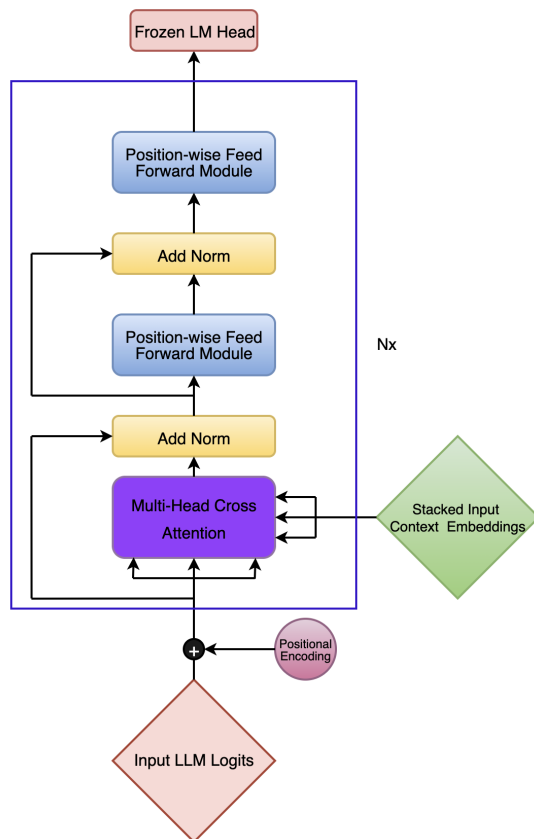 Frozen LM Head
Position-wise Feed
Forward Module
Add Norm
Position-wise Feed
Forward Module
Nx
Add Norm
Multi-Head Cross
Attention
Stacked Input
Context Embeddings
+
Positional
Encoding
Input LLM Logits